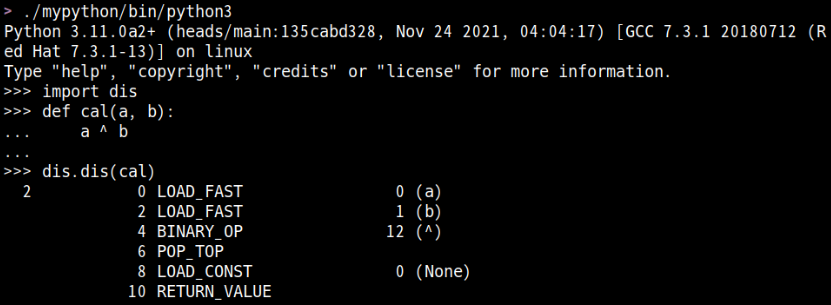 > ./mypython/bin/python3
Python 3.11.0a2+ (heads/main:135cabd328, Nov 24 2021, 04:04:17) [GCC 7.3.1 20180712 (R
ed Hat 7.3.1-13)] on linux
Type "help", "copyright", "credits" or "license" for more information.
>>> import dis
>>> def cal(a, b):
...     a ^ b
...
>>> dis.dis(cal)
  2           0 LOAD_FAST                0 (a)
              2 LOAD_FAST                1 (b)
              4 BINARY_OP               12 (^)
              6 POP_TOP
              8 LOAD_CONST               0 (None)
             10 RETURN_VALUE